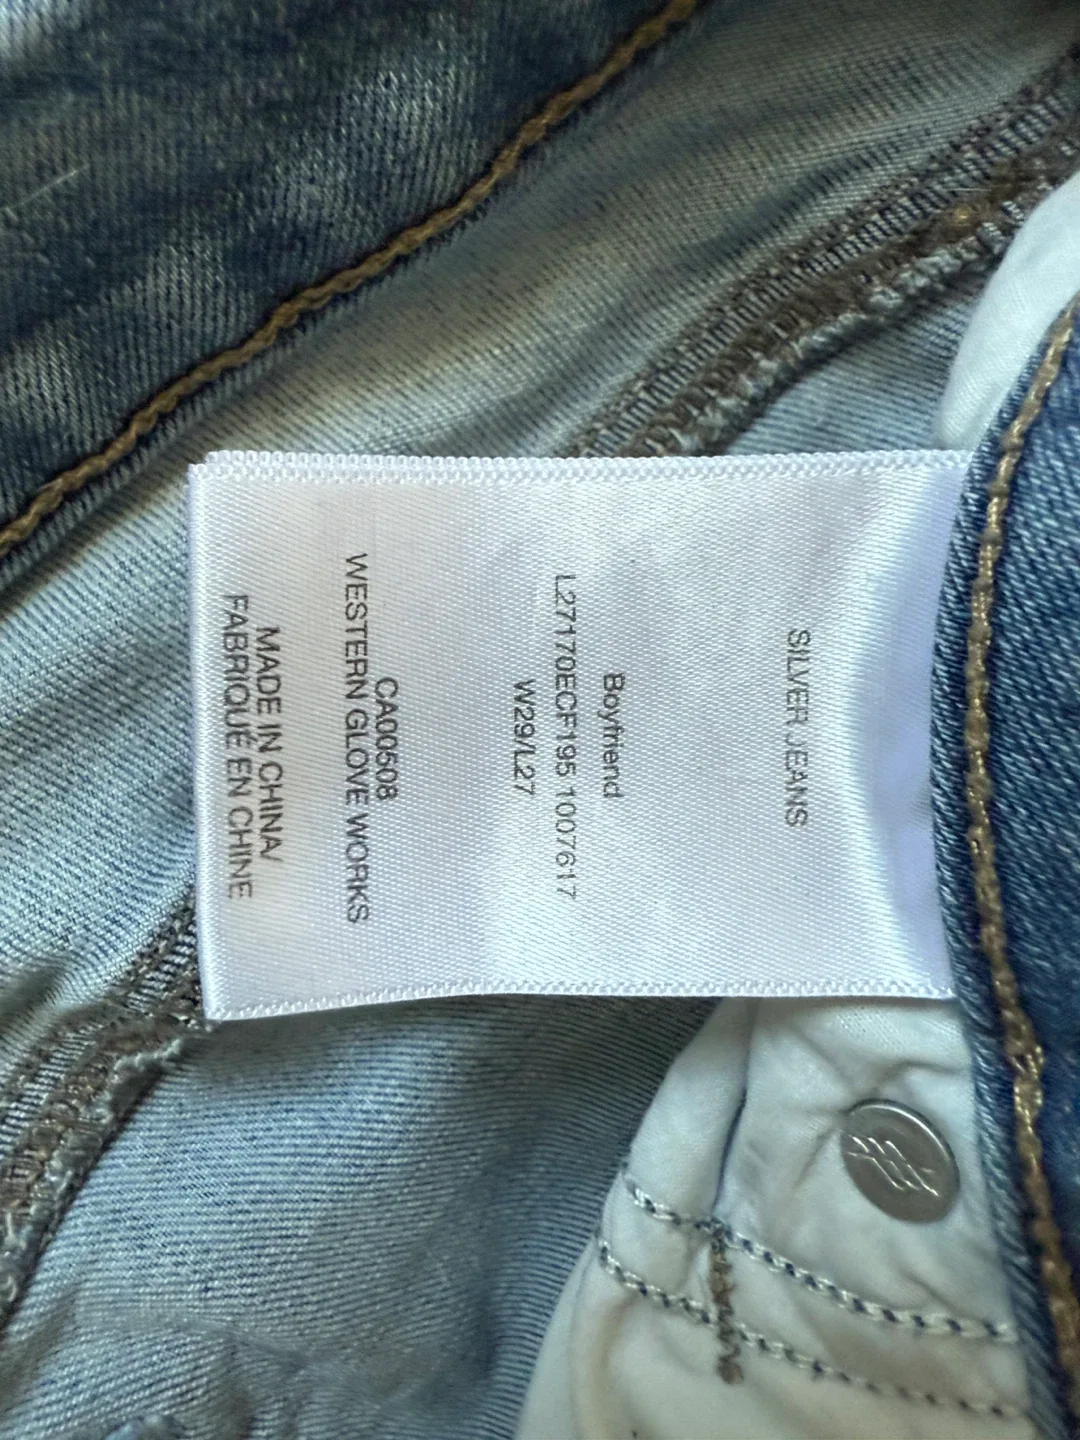 SILVER JEANS
Boyfriend
L27170ECF195 1007617
W29/L27
CA00508
WESTERN GLOVE WORKS
MADE IN CHINA/
FABRIQUÉ EN CHINE